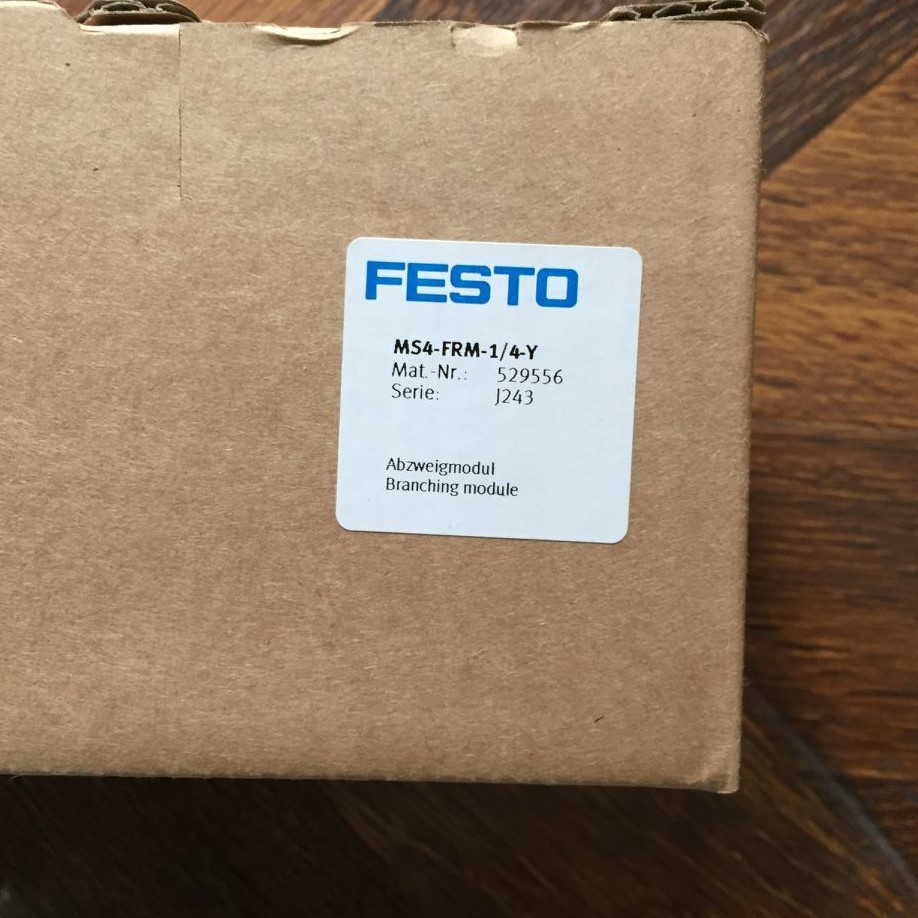 FESTO
MS4-FRM-1/4-Y
Mat.-Nr.: 529556
Serie: J243
Abzweigmodul
Branching module